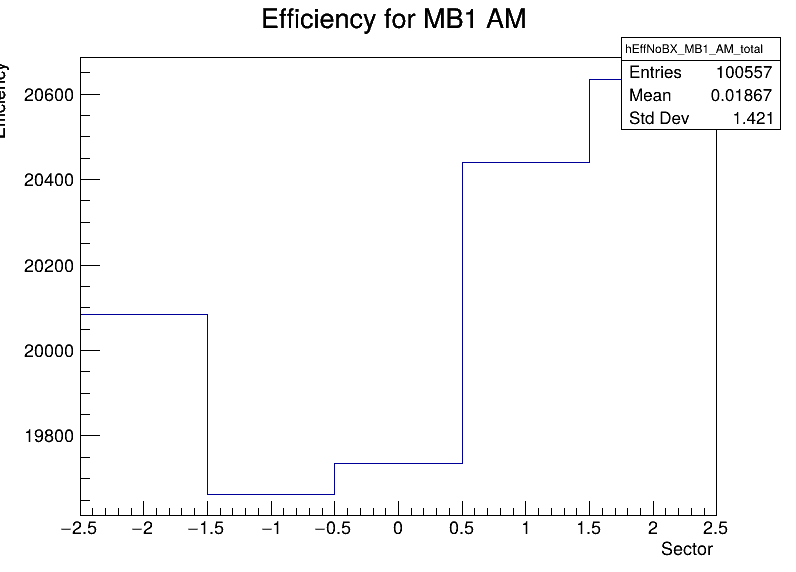 Efficiency for MB1 AM
hEffNoBX_MB1_AM_total
Entries 100557
Mean 0.01867
Std Dev 1.421
Efficiency
20600
20400
20200
20000
19800
−2.5 −2 −1.5 −1 −0.5 0 0.5 1 1.5 2 2.5
Sector